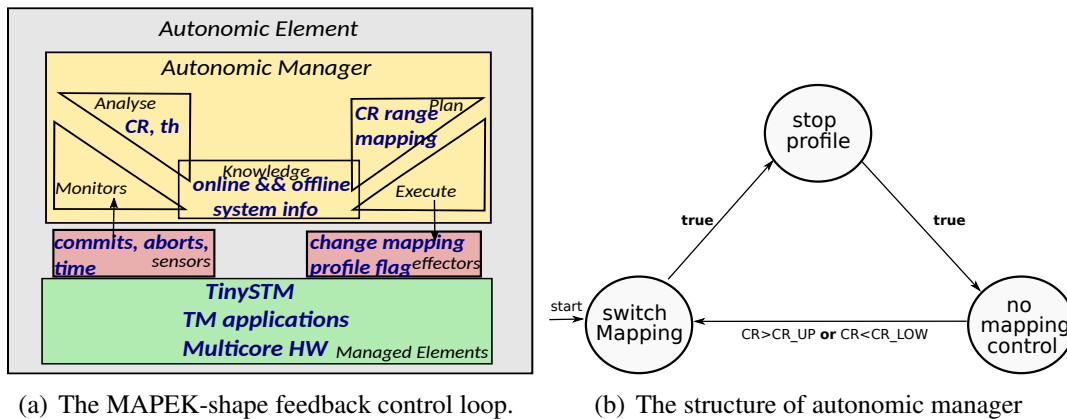 Autonomic Element
Autonomic Manager
Analyse
CR, th
Plan
CR range
mapping
Knowledge
online && offline
system info
Monitors
Execute
commits, aborts,
time
sensors
change mapping
profile flag
effectors
TinySTM
TM applications
Multicore HW
Managed Elements
(a) The MAPEK-shape feedback control loop.
stop
profile
true
true
start
switch
Mapping
CR>CR_UP or CR<CR_LOW
no
mapping
control
(b) The structure of autonomic manager